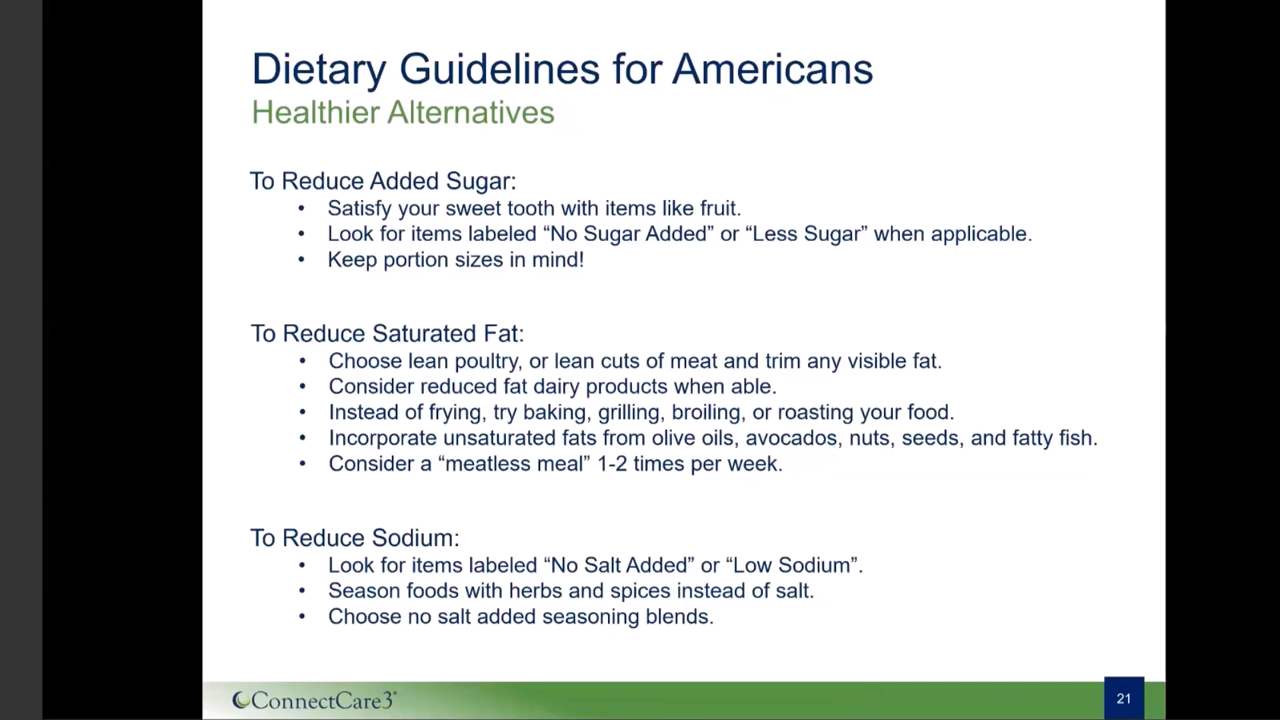 Dietary Guidelines for Americans
Healthier Alternatives
To Reduce Added Sugar:
• Satisfy your sweet tooth with items like fruit.
• Look for items labeled “No Sugar Added” or “Less Sugar” when applicable.
• Keep portion sizes in mind!
To Reduce Saturated Fat:
• Choose lean poultry, or lean cuts of meat and trim any visible fat.
• Consider reduced fat dairy products when able.
• Instead of frying, try baking, grilling, broiling, or roasting your food.
• Incorporate unsaturated fats from olive oils, avocados, nuts, seeds, and fatty fish.
• Consider a “meatless meal” 1-2 times per week.
To Reduce Sodium:
• Look for items labeled “No Salt Added” or “Low Sodium”.
• Season foods with herbs and spices instead of salt.
• Choose no salt added seasoning blends.
ConnectCare3®
21